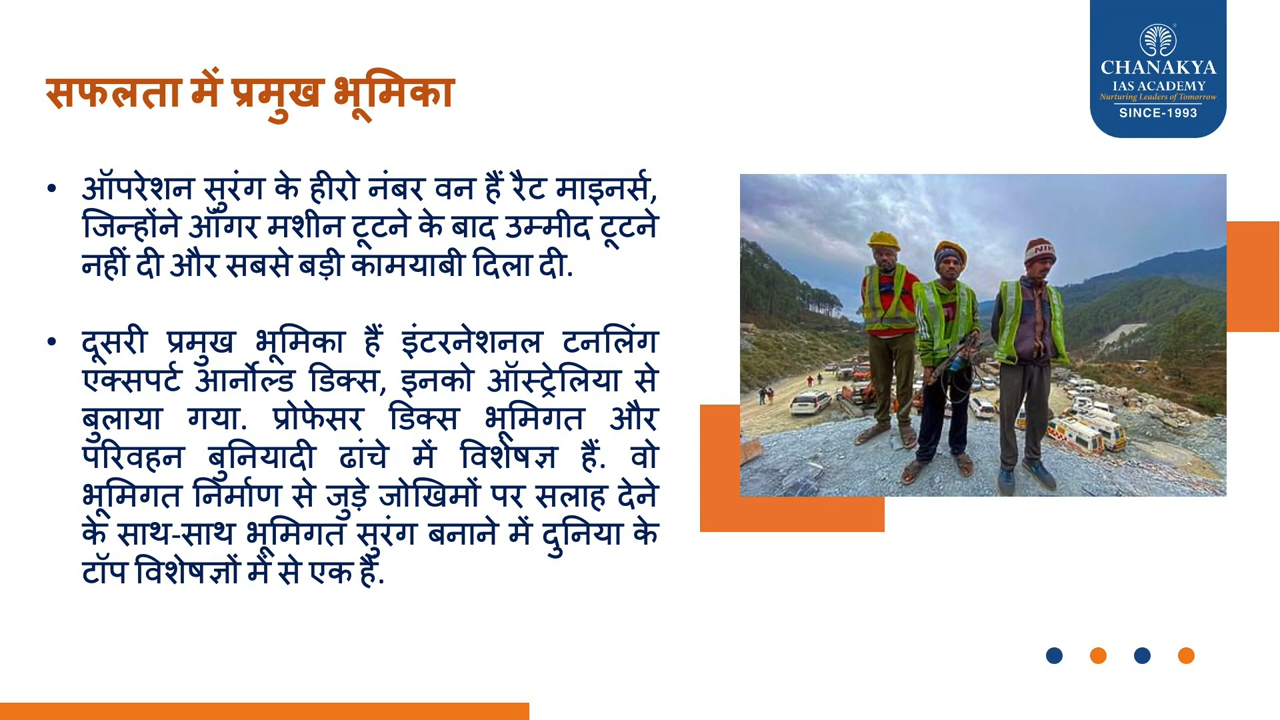 CHANAKYA
IAS ACADEMY
Nurturing Leaders of Tomorrow
SINCE-1993
सफलता में प्रमुख भूमिका
• ऑपरेशन सुरंग के हीरो नंबर वन हैं रैट माइनर्स,
जिन्होंने ऑगर मशीन टूटने के बाद उम्मीद टूटने
नहीं दी और सबसे बड़ी कामयाबी दिला दी.
• दूसरी प्रमुख भूमिका हैं इंटरनेशनल टनलिंग
एक्सपर्ट आर्नोल्ड डिक्स, इनको ऑस्ट्रेलिया से
बुलाया गया. प्रोफेसर डिक्स भूमिगत और
परिवहन बुनियादी ढांचे में विशेषज्ञ हैं. वो
भूमिगत निर्माण से जुड़े जोखिमों पर सलाह देने
के साथ-साथ भूमिगत सुरंग बनाने में दुनिया के
टॉप विशेषज्ञों में से एक हैं.